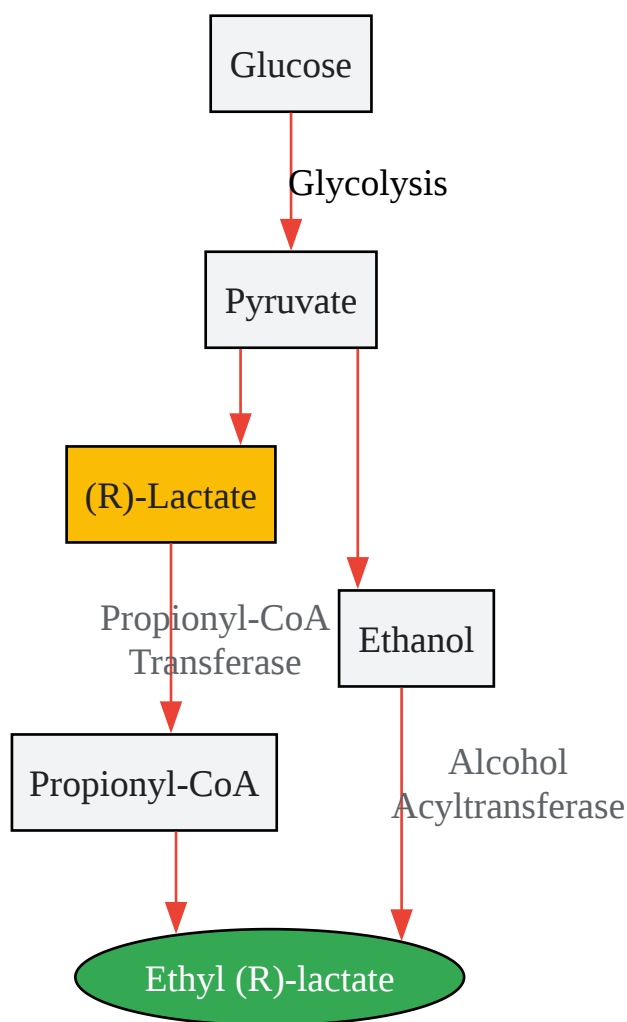 Glucose
Glycolysis
Pyruvate
(R)-Lactate
Propionyl-CoA
Transferase
Ethanol
Propionyl-CoA
Alcohol
Acyltransferase
Ethyl (R)-lactate